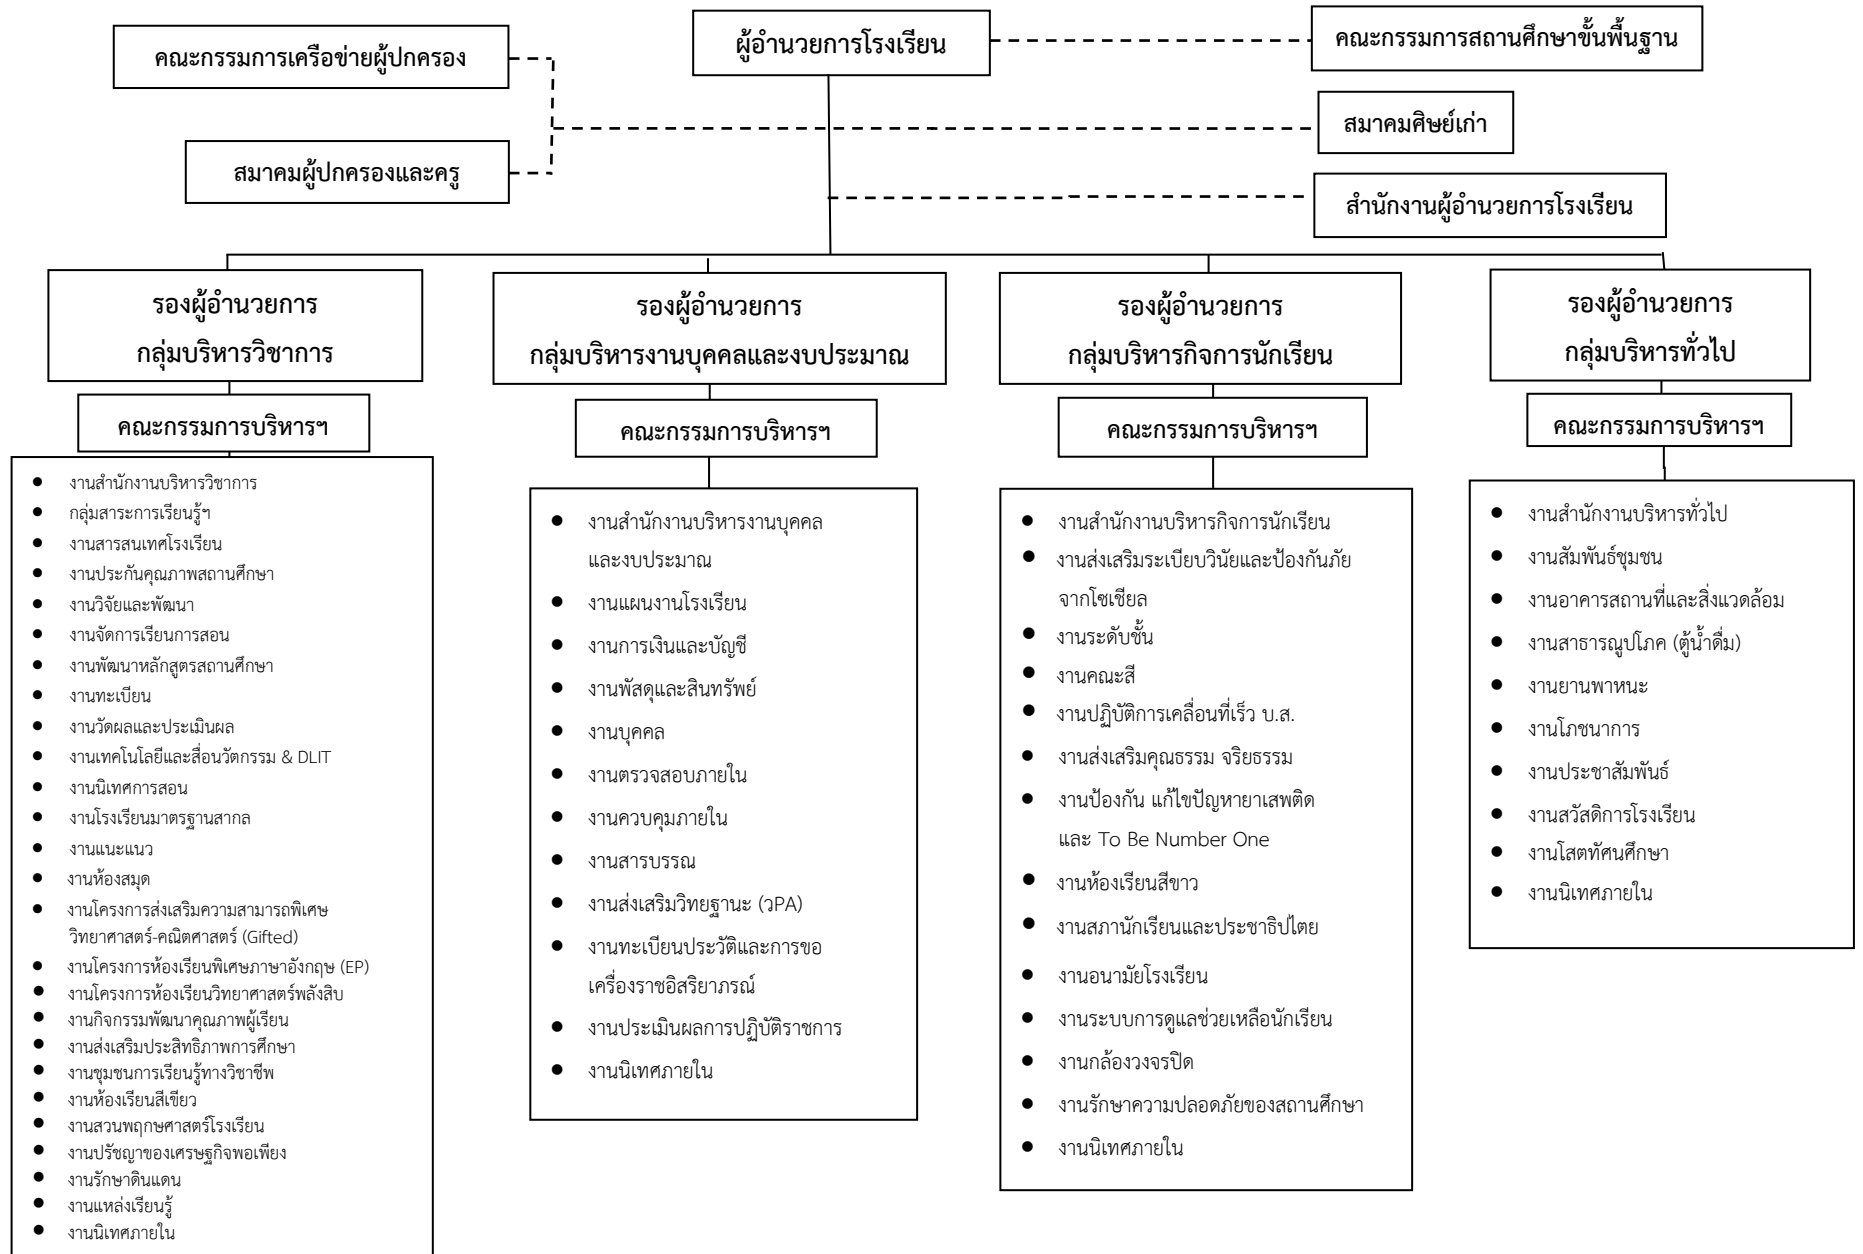 ผู้อำนวยการโรงเรียน
คณะกรรมการสถานศึกษาขั้นพื้นฐาน
คณะกรรมการเครือข่ายผู้ปกครอง
สมาคมศิษย์เก่า
สมาคมผู้ปกครองและครู
สำนักงานผู้อำนวยการโรงเรียน
รองผู้อำนวยการ
กลุ่มบริหารวิชาการ
คณะกรรมการบริหารฯ
● งานสำนักงานบริหารวิชาการ
● กลุ่มสาระการเรียนรู้ฯ
● งานสารสนเทศโรงเรียน
● งานประกันคุณภาพสถานศึกษา
● งานวิจัยและพัฒนา
● งานจัดการเรียนการสอน
● งานพัฒนาหลักสูตรสถานศึกษา
● งานทะเบียน
● งานวัดผลและประเมินผล
● งานเทคโนโลยีและสื่อนวัตกรรม & DLIT
● งานนิเทศการสอน
● งานโรงเรียนมาตรฐานสากล
● งานแนะแนว
● งานห้องสมุด
● งานโครงการส่งเสริมความสามารถพิเศษ
วิทยาศาสตร์-คณิตศาสตร์ (Gifted)
● งานโครงการห้องเรียนพิเศษภาษาอังกฤษ (EP)
● งานโครงการห้องเรียนวิทยาศาสตร์พลังสิบ
● งานกิจกรรมพัฒนาคุณภาพผู้เรียน
● งานส่งเสริมประสิทธิภาพการศึกษา
● งานชุมชนการเรียนรู้ทางวิชาชีพ
● งานห้องเรียนสีเขียว
● งานสวนพฤกษศาสตร์โรงเรียน
● งานปรัชญาของเศรษฐกิจพอเพียง
● งานรักษาดินแดน
● งานแหล่งเรียนรู้
● งานนิเทศภายใน
รองผู้อำนวยการ
กลุ่มบริหารงานบุคคลและงบประมาณ
คณะกรรมการบริหารฯ
● งานสำนักงานบริหารงานบุคคล
และงบประมาณ
● งานแผนงานโรงเรียน
● งานการเงินและบัญชี
● งานพัสดุและสินทรัพย์
● งานบุคคล
● งานตรวจสอบภายใน
● งานควบคุมภายใน
● งานสารบรรณ
● งานส่งเสริมวิทยฐานะ (วPA)
● งานทะเบียนประวัติและการขอ
เครื่องราชอิสริยาภรณ์
● งานประเมินผลการปฏิบัติราชการ
● งานนิเทศภายใน
รองผู้อำนวยการ
กลุ่มบริหารกิจการนักเรียน
คณะกรรมการบริหารฯ
● งานสำนักงานบริหารกิจการนักเรียน
● งานส่งเสริมระเบียบวินัยและป้องกันภัย
จากโซเชียล
● งานระดับชั้น
● งานคณะสี
● งานปฏิบัติการเคลื่อนที่เร็ว บ.ส.
● งานส่งเสริมคุณธรรม จริยธรรม
● งานป้องกัน แก้ไขปัญหายาเสพติด
และ To Be Number One
● งานห้องเรียนสีขาว
● งานสภานักเรียนและประชาธิปไตย
● งานอนามัยโรงเรียน
● งานระบบการดูแลช่วยเหลือนักเรียน
● งานกล้องวงจรปิด
● งานรักษาความปลอดภัยของสถานศึกษา
● งานนิเทศภายใน
รองผู้อำนวยการ
กลุ่มบริหารทั่วไป
คณะกรรมการบริหารฯ
● งานสำนักงานบริหารทั่วไป
● งานสัมพันธ์ชุมชน
● งานอาคารสถานที่และสิ่งแวดล้อม
● งานสาธารณูปโภค (ตู้น้ำดื่ม)
● งานยานพาหนะ
● งานโภชนาการ
● งานประชาสัมพันธ์
● งานสวัสดิการโรงเรียน
● งานโสตทัศนศึกษา
● งานนิเทศภายใน